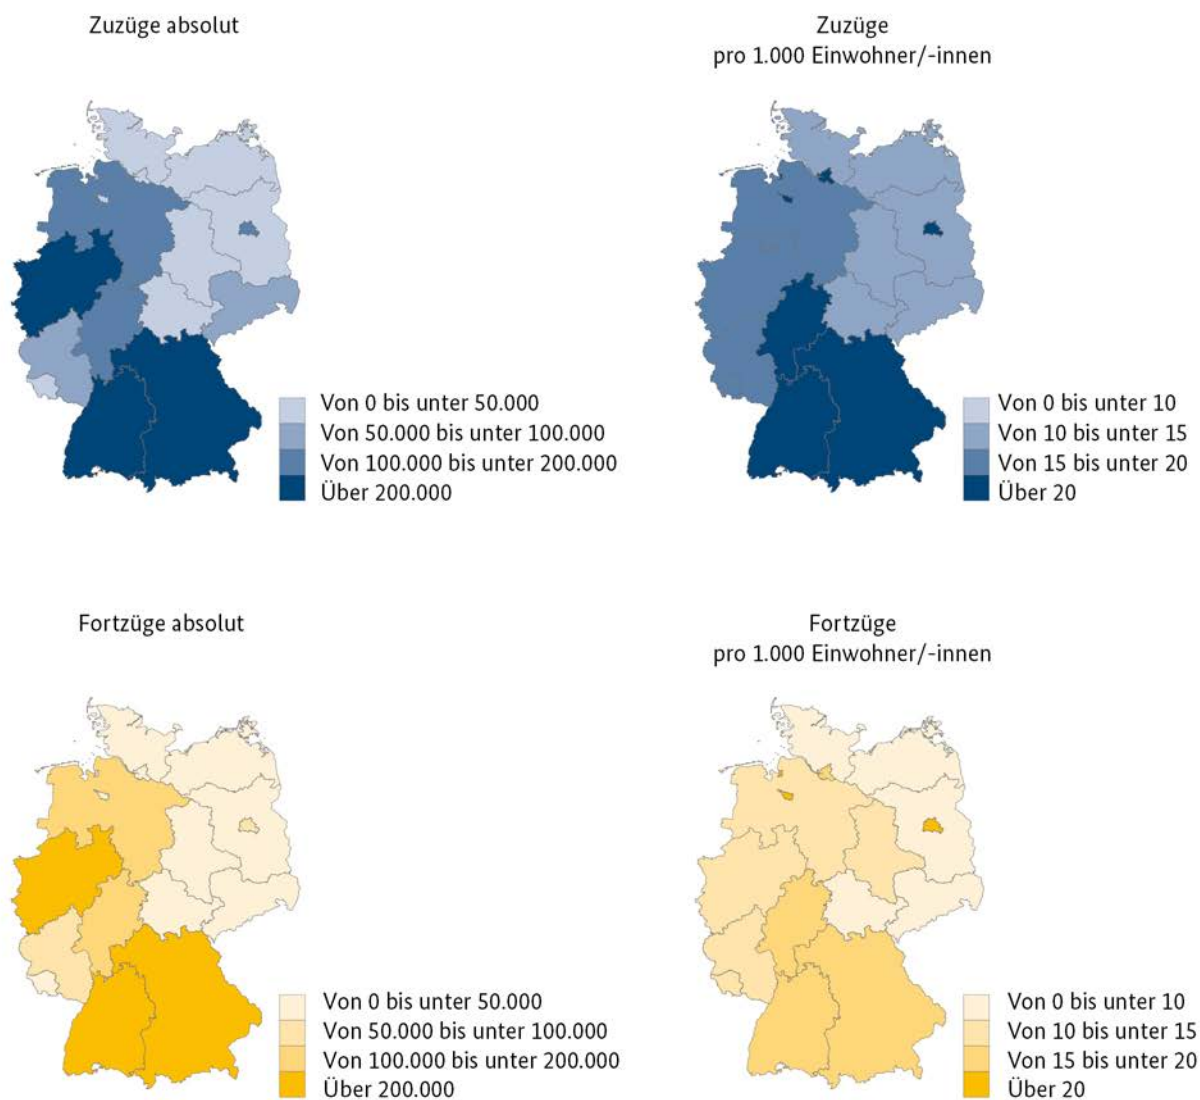 Zuzüge absolut
Zuzüge
pro 1.000 Einwohner/-innen
Von 0 bis unter 50.000
Von 50.000 bis unter 100.000
Von 100.000 bis unter 200.000
Über 200.000
Von 0 bis unter 10
Von 10 bis unter 15
Von 15 bis unter 20
Über 20
Fortzüge absolut
Fortzüge
pro 1.000 Einwohner/-innen
Von 0 bis unter 50.000
Von 50.000 bis unter 100.000
Von 100.000 bis unter 200.000
Über 200.000
Von 0 bis unter 10
Von 10 bis unter 15
Von 15 bis unter 20
Über 20